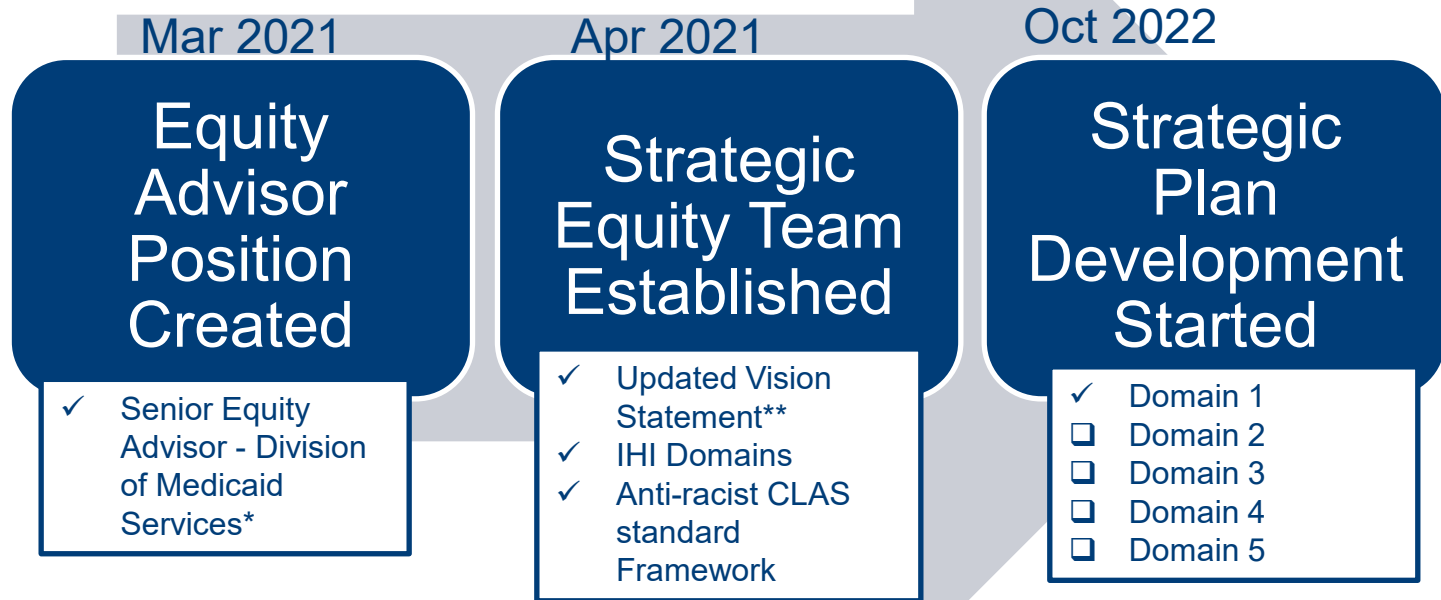 Mar 2021
Equity
Advisor
Position
Created
✓ Senior Equity
Advisor - Division
of Medicaid
Services*
Apr 2021
Strategic
Equity Team
Established
✓ Updated Vision
Statement**
✓ IHI Domains
✓ Anti-racist CLAS
standard
Framework
Oct 2022
Strategic
Plan
Development
Started
✓ Domain 1
❑ Domain 2
❑ Domain 3
❑ Domain 4
❑ Domain 5